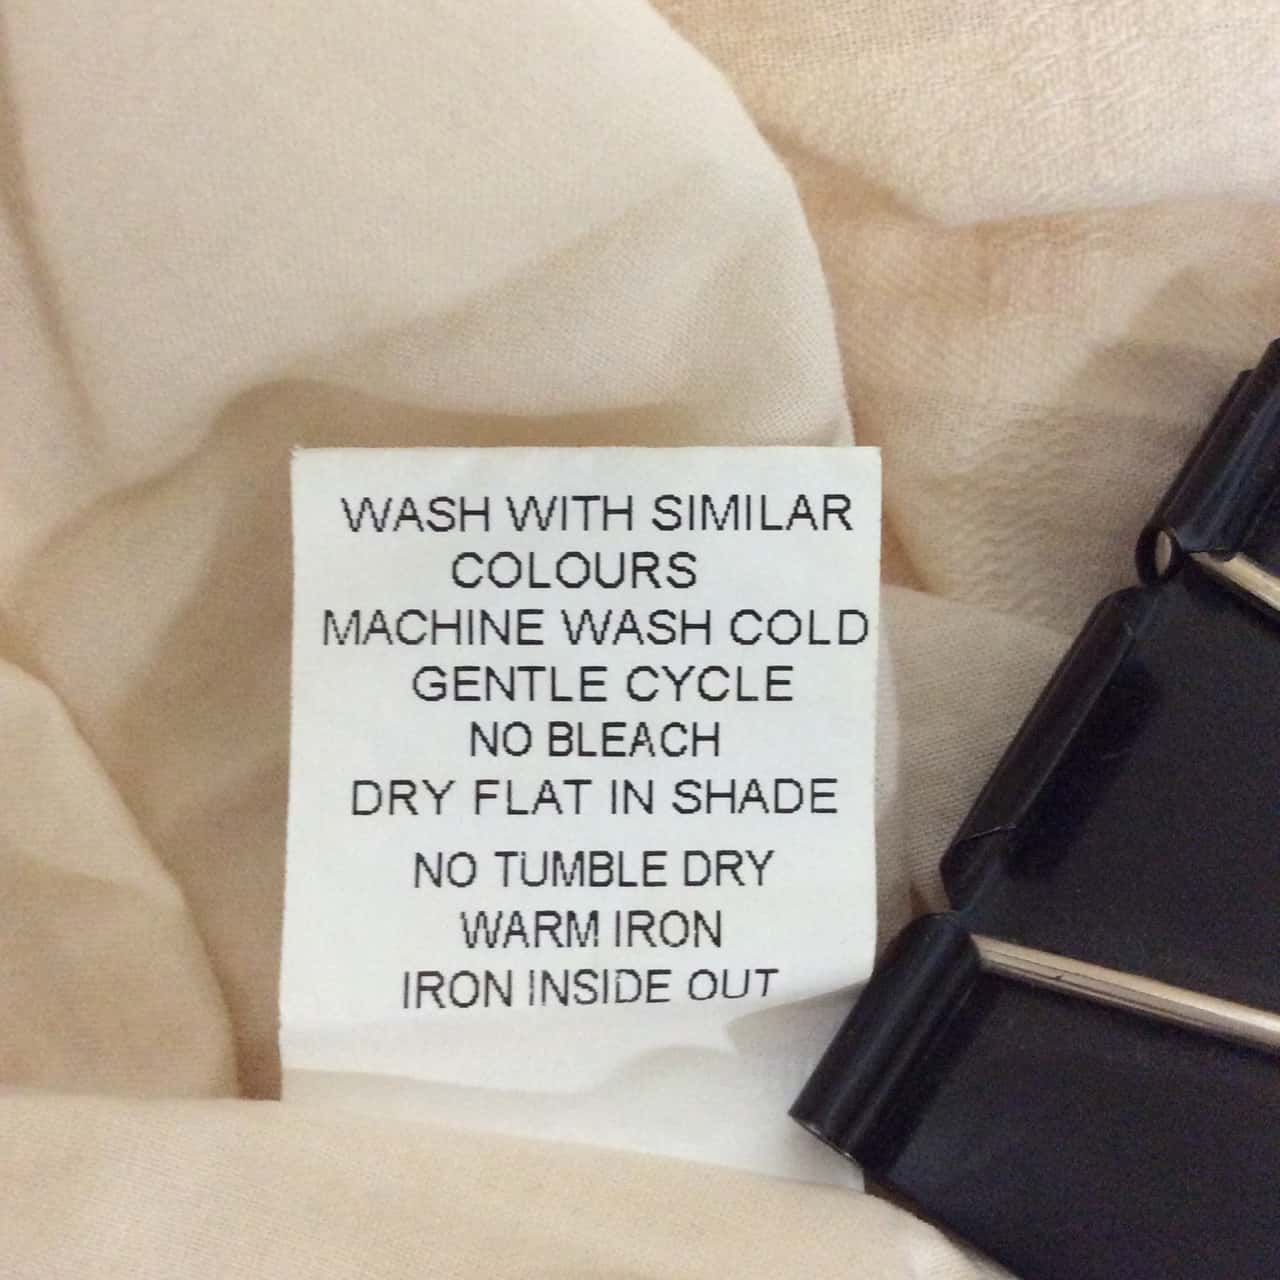 WASH WITH SIMILAR
COLOURS
MACHINE WASH COLD
GENTLE CYCLE
NO BLEACH
DRY FLAT IN SHADE
NO TUMBLE DRY
WARM IRON
IRON INSIDE OUT